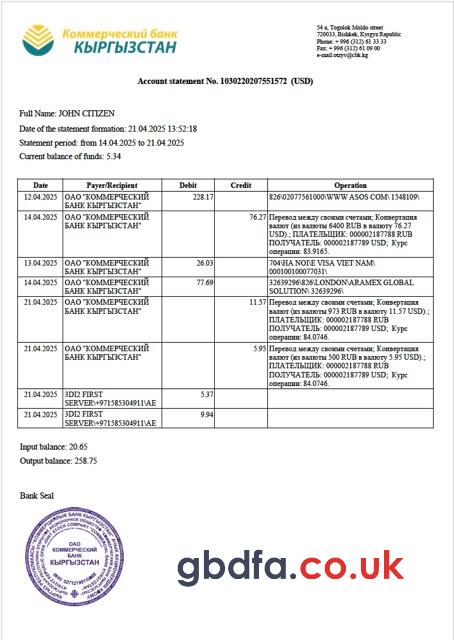 Коммерческий банк
КЫРГЫЗСТАН
54 a, Togolok Moldo street
720033, Bishkek, Kyrgyz Republic
Phone: + 996 (312) 61 33 33
Fax: + 996 (312) 61 09 00
e-mail:otzyv@cbk.kg
Account statement No. 1030220207551572 (USD)
Full Name: JOHN CITIZEN
Date of the statement formation: 21.04.2025 13:52:18
Statement period: from 14.04.2025 to 21.04.2025
Current balance of funds: 5.34
Date Payer/Recipient Debit Credit Operation
12.04.2025 ОАО "КОММЕРЧЕСКИЙ 228.17 826\02077561000\WWW ASOS COM\1548109\
БАНК КЫРГЫЗСТАН"
14.04.2025 ОАО "КОММЕРЧЕСКИЙ 76.27 Перевод между своими счетами; Конвертация
БАНК КЫРГЫЗСТАН" валют (из валюты 6400 RUB в валюту 76.27
USD).; ПЛАТЕЛЬЩИК: 000002187788 RUB
ПОЛУЧАТЕЛЬ: 000002187789 USD; Курс
операции: 83.9165.
13.04.2025 ОАО "КОММЕРЧЕСКИЙ 26.03 704\HA NOI\E VISA VIET NAM\
БАНК КЫРГЫЗСТАН" 000100100077031\
14.04.2025 ОАО "КОММЕРЧЕСКИЙ 77.69 32639296\826\LONDON\ARAMEX GLOBAL
БАНК КЫРГЫЗСТАН" SOLUTION\ 32639296\
21.04.2025 ОАО "КОММЕРЧЕСКИЙ 11.57 Перевод между своими счетами; Конвертация
БАНК КЫРГЫЗСТАН" валют (из валюты 973 RUB в валюту 11.57 USD).;
ПЛАТЕЛЬЩИК: 000002187788 RUB
ПОЛУЧАТЕЛЬ: 000002187789 USD; Курс
операции: 84.0746.
21.04.2025 ОАО "КОММЕРЧЕСКИЙ 5.95 Перевод между своими счетами; Конвертация
БАНК КЫРГЫЗСТАН" валют (из валюты 500 RUB в валюту 5.95 USD).;
ПЛАТЕЛЬЩИК: 000002187788 RUB
ПОЛУЧАТЕЛЬ: 000002187789 USD; Курс
операции: 84.0746.
21.04.2025 3DI2 FIRST 5.37
SERVER\+971585304911\AE
21.04.2025 3DI2 FIRST 9.94
SERVER\+971585304911\AE
Input balance: 20.65
Output balance: 258.75
Bank Seal
ОАО
КОММЕРЧЕСКИЙ
БАНК
КЫРГЫЗСТАН
gbdfa.co.uk